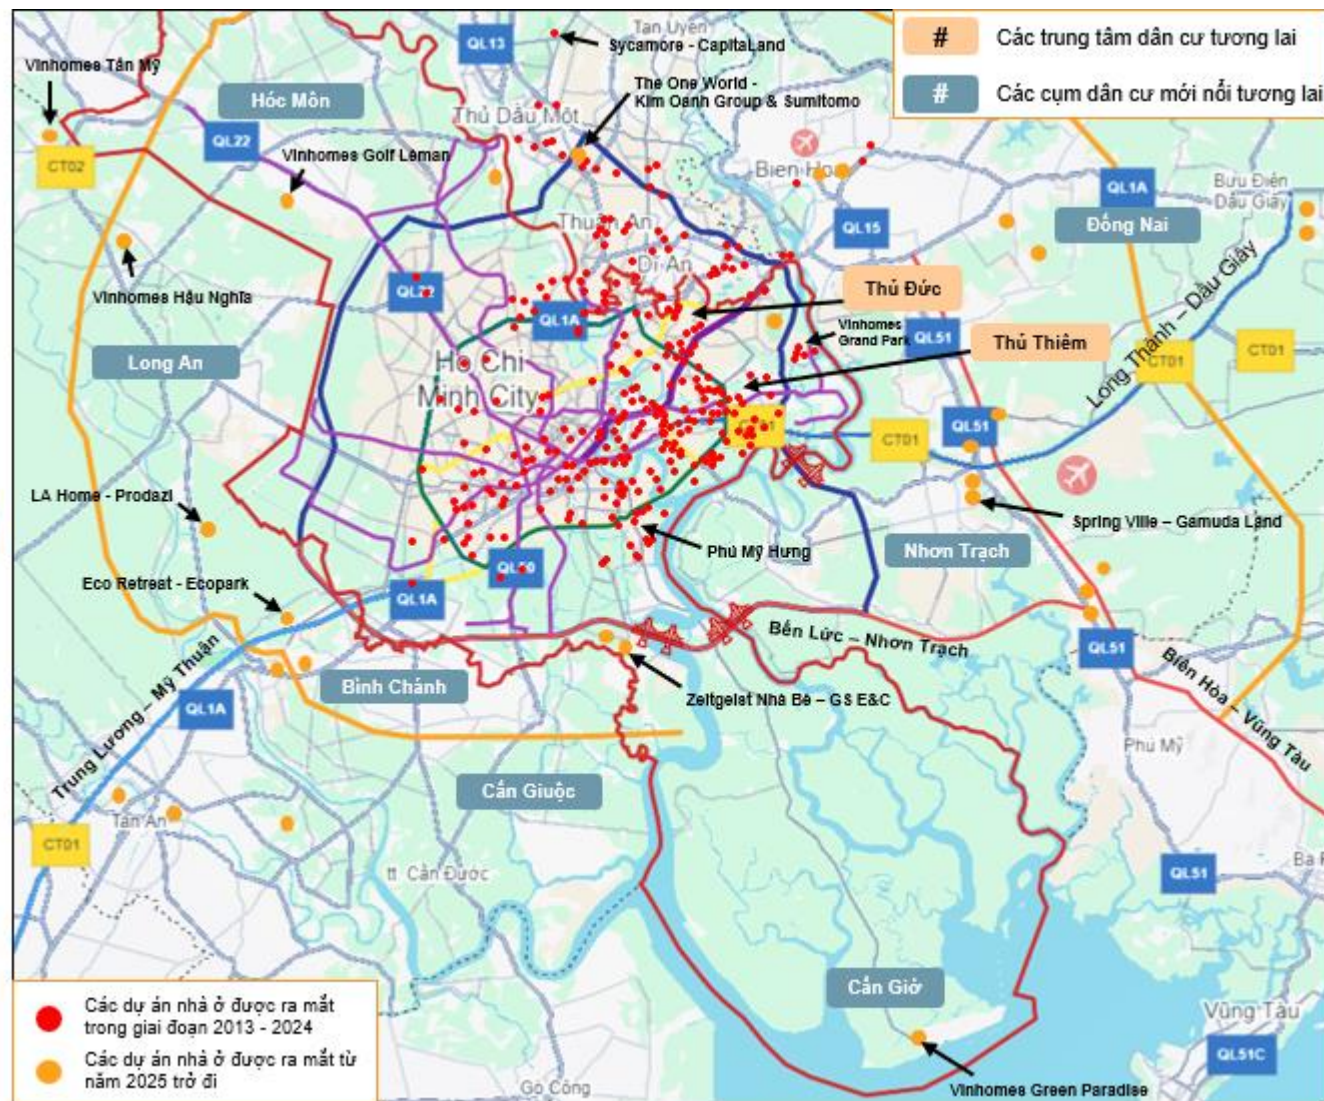 Tan Uyen
QL13
Sycamore - CapitaLand
# Các trung tâm dân cư tương lai
# Các cụm dân cư mới nổi tương lai
Vinhomes Tân Mỹ
The One World -
Kim Oanh Group & Sumitomo
Hóc Môn
Thủ Dầu Một
QL22
CT02
Vinhomes Golf Léman
Bien Hoa
QL1A
Bưu Điện
Dầu Giây
Đồng Nai
QL15
Thuận An
Dĩ An
Vinhomes Hậu Nghĩa
QL22
Thủ Đức
QL1A
Vinhomes
Grand Park
QL51
Thủ Thiêm
Long Thành – Dầu Giây
CT01
CT01
Long An
Ho Chi
Minh City
QL51
CT01
LA Home - Prodazi
Spring Ville – Gamuda Land
Phú Mỹ Hưng
Nhơn Trạch
Eco Retreat - Ecopark
QL50
QL1A
Bến Lức – Nhơn Trạch
QL51
Biên Hòa – Vũng Tàu
Trung Lương – Mỹ Thuận
Bình Chánh
QL1A
Zeitgeist Nhà Bè – GS E&C
Phú Mỹ
Cần Giuộc
Tân An
CT01
tt Cần Đước
QL51
Ba R
Cần Giờ
Các dự án nhà ở được ra mắt
trong giai đoạn 2013 - 2024
Các dự án nhà ở được ra mắt từ
năm 2025 trở đi
Vũng Tàu
QL51C
Gò Công
Vinhomes Green Paradise